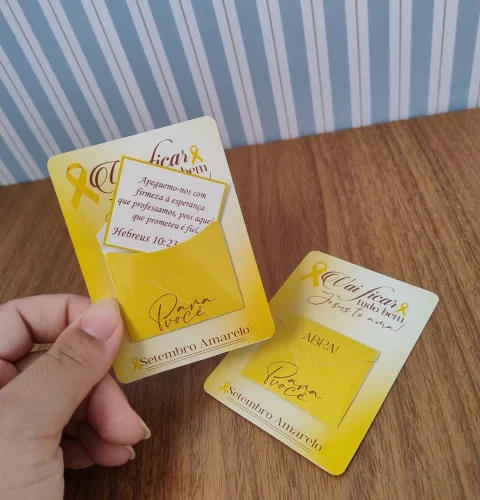 Vai ficar
bem
Apeguemo-nos com
firmeza à esperança
que professamos, pois aquele
que prometeu é fiel.
Hebreus 10:23
Para
você
Setembro Amarelo
Vai ficar
tudo bem
Jesus te ama!
ABRA!
Para
você
Setembro Amarelo